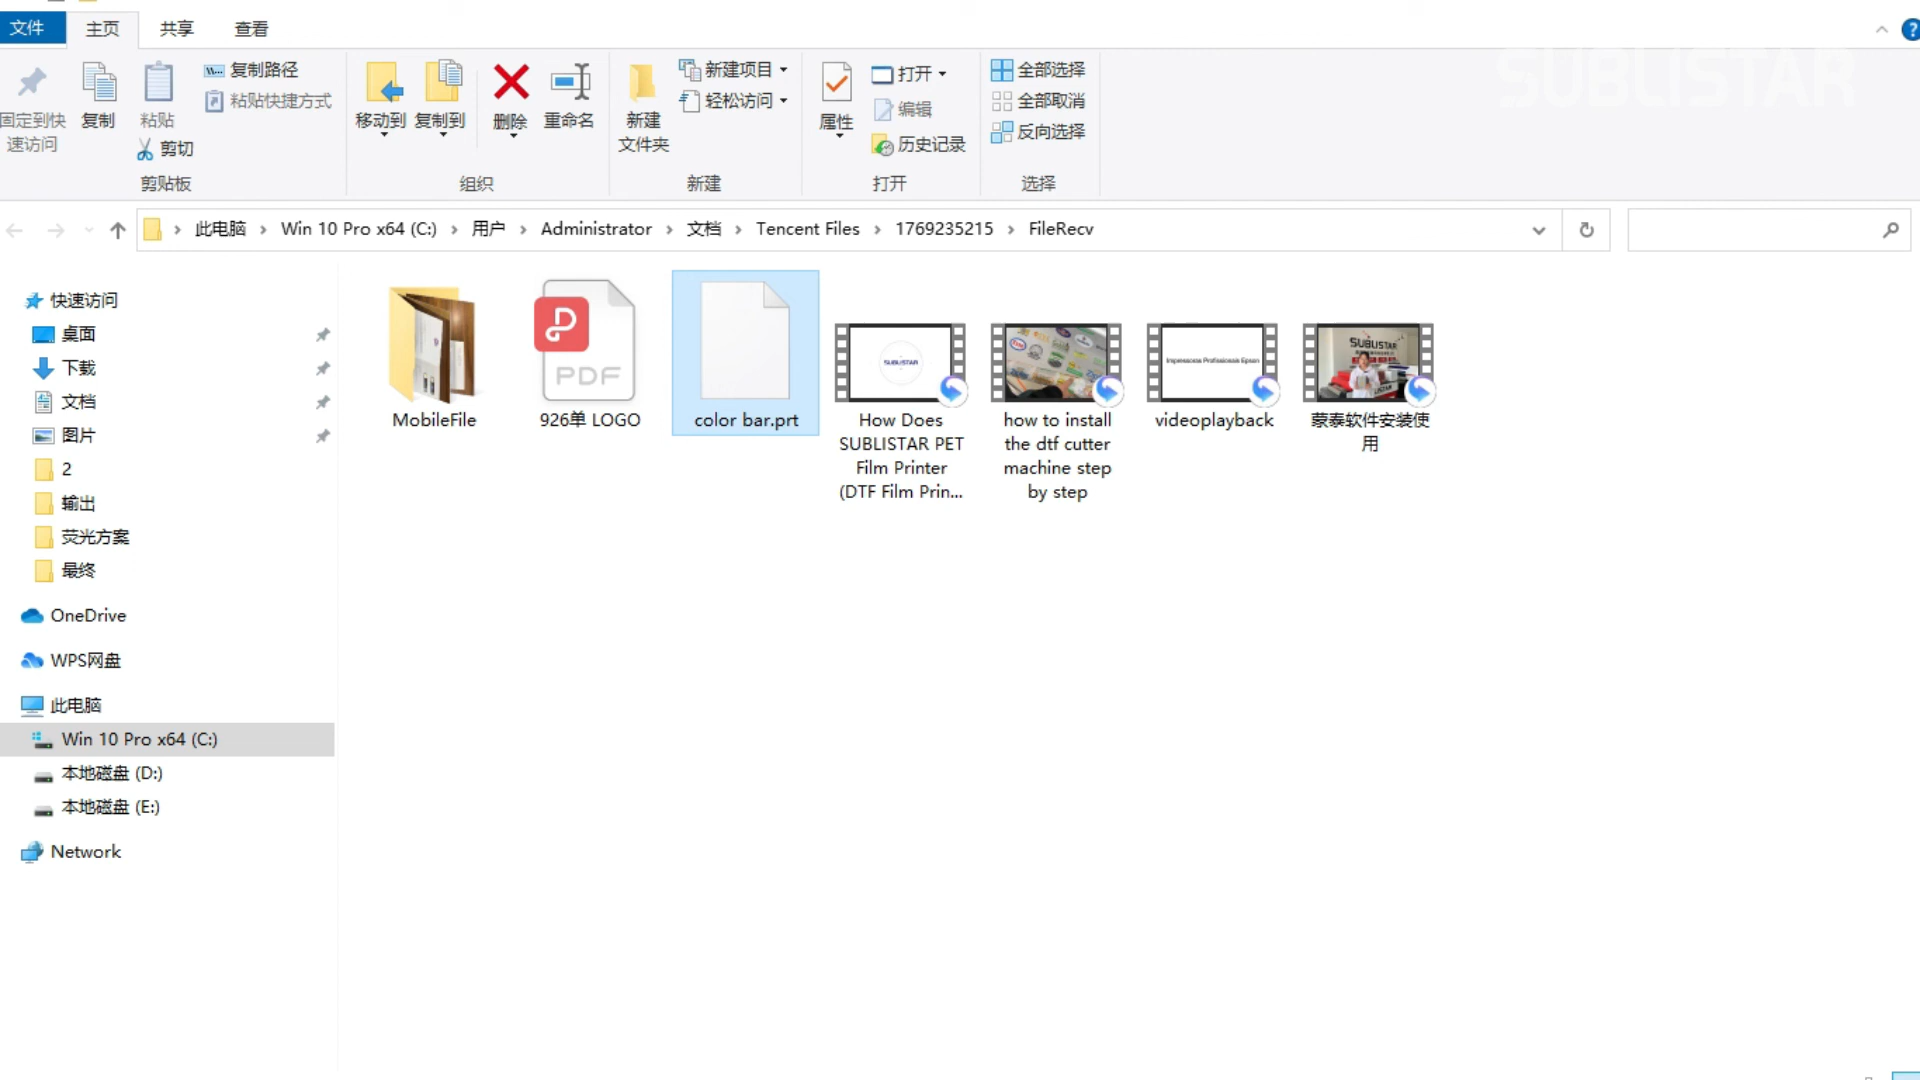 文件 主页 共享 查看
SUBLISTAR
固定到快
速访问
复制
粘贴
剪切
复制路径
粘贴快捷方式
剪贴板
移动到
复制到
删除
重命名
组织
新建
文件夹
新建项目
轻松访问
新建
属性
打开
编辑
历史记录
打开
全部选择
全部取消
反向选择
选择
此电脑 › Win 10 Pro x64 (C:) › 用户 › Administrator › 文档 › Tencent Files › 1769235215 › FileRecv
快速访问
桌面
下载
文档
图片
2
输出
荧光方案
最终
OneDrive
WPS网盘
此电脑
Win 10 Pro x64 (C:)
本地磁盘 (D:)
本地磁盘 (E:)
Network
MobileFile
PDF
926单 LOGO
color bar.prt
SUBLISTAR
How Does
SUBLISTAR PET
Film Printer
(DTF Film Prin...
how to install
the dtf cutter
machine step
by step
Impressoras Profissionais Epson
videoplayback
SUBLISTAR
蒙泰软件安装使
用